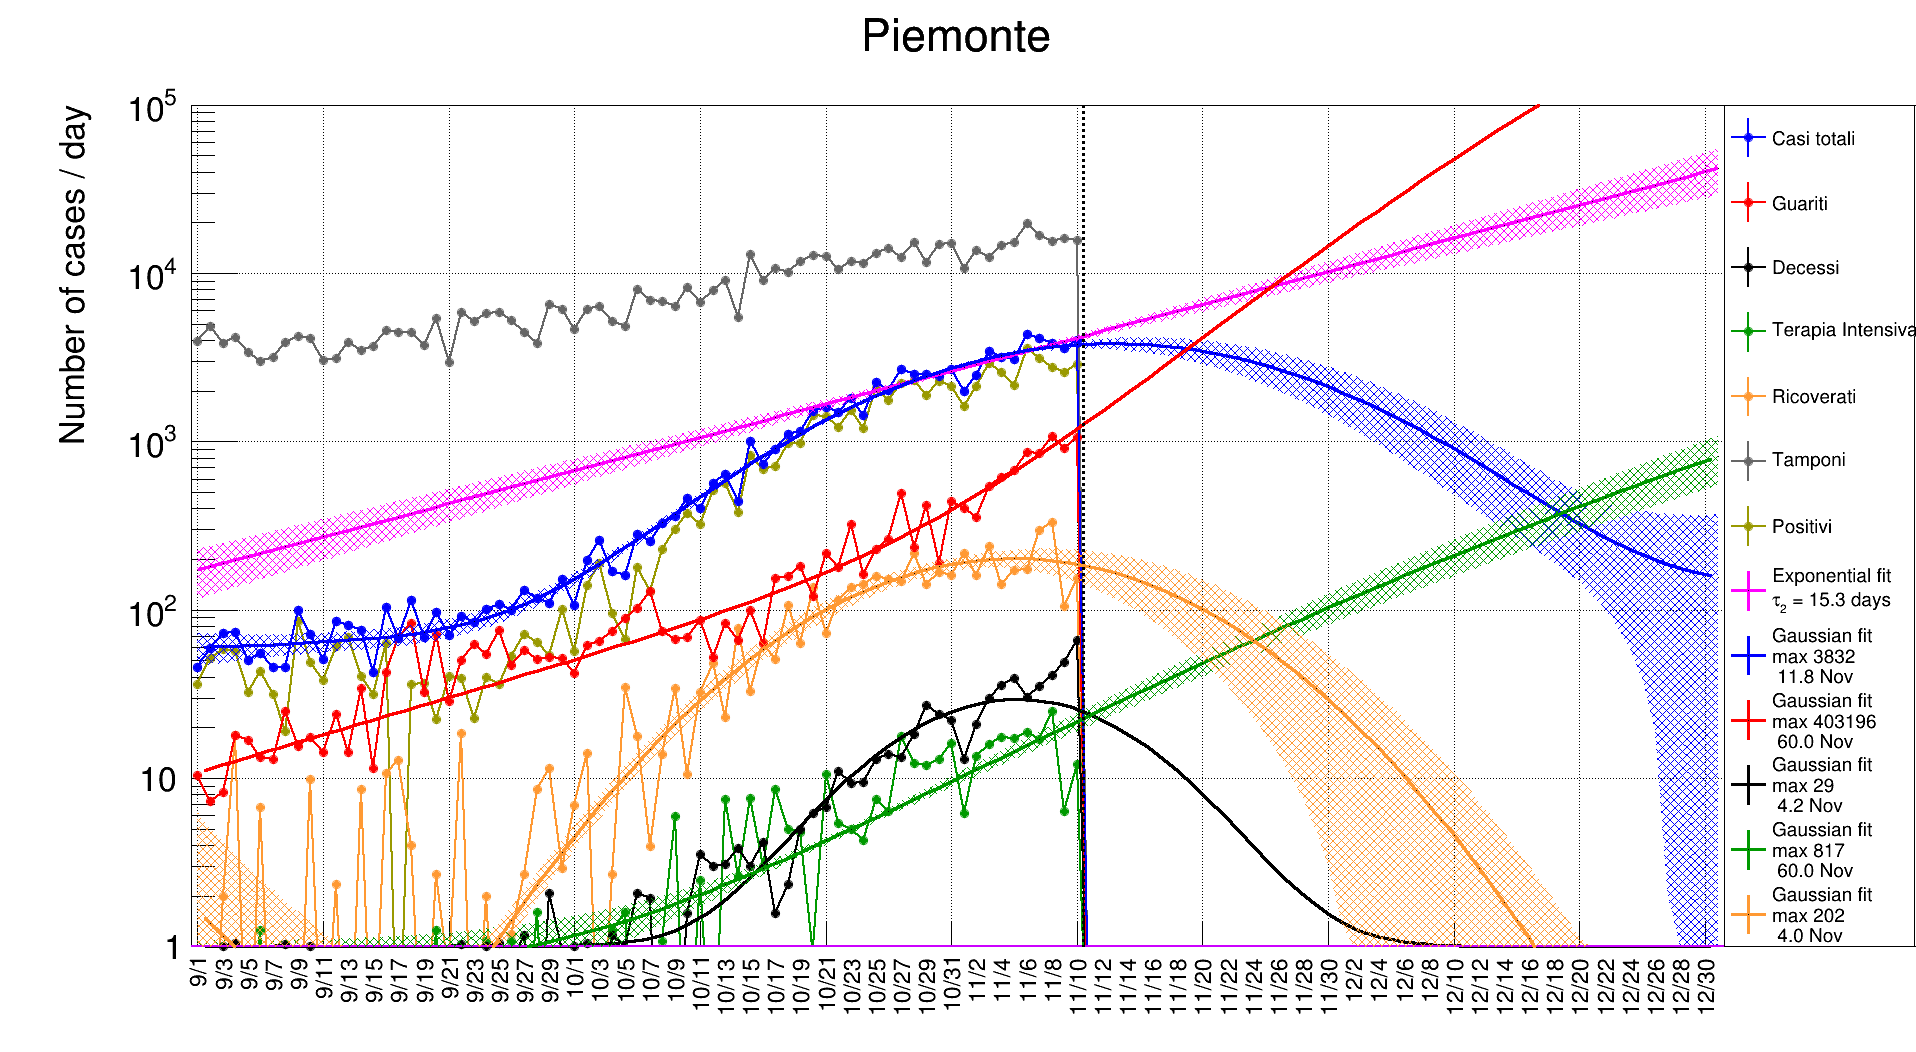 Piemonte
Number of cases / day
10^5
10^4
10^3
10^2
10
1
9/1 9/3 9/5 9/7 9/9 9/11 9/13 9/15 9/17 9/19 9/21 9/23 9/25 9/27 9/29 10/1 10/3 10/5 10/7 10/9 10/11 10/13 10/15 10/17 10/19 10/21 10/23 10/25 10/27 10/29 10/31 11/2 11/4 11/6 11/8 11/10 11/12 11/14 11/16 11/18 11/20 11/22 11/24 11/26 11/28 11/30 12/2 12/4 12/6 12/8 12/10 12/12 12/14 12/16 12/18 12/20 12/22 12/24 12/26 12/28 12/30
Casi totali
Guariti
Decessi
Terapia Intensiva
Ricoverati
Tamponi
Positivi
Exponential fit
τ2 = 15.3 days
Gaussian fit
max 3832
11.8 Nov
Gaussian fit
max 403196
60.0 Nov
Gaussian fit
max 29
4.2 Nov
Gaussian fit
max 817
60.0 Nov
Gaussian fit
max 202
4.0 Nov